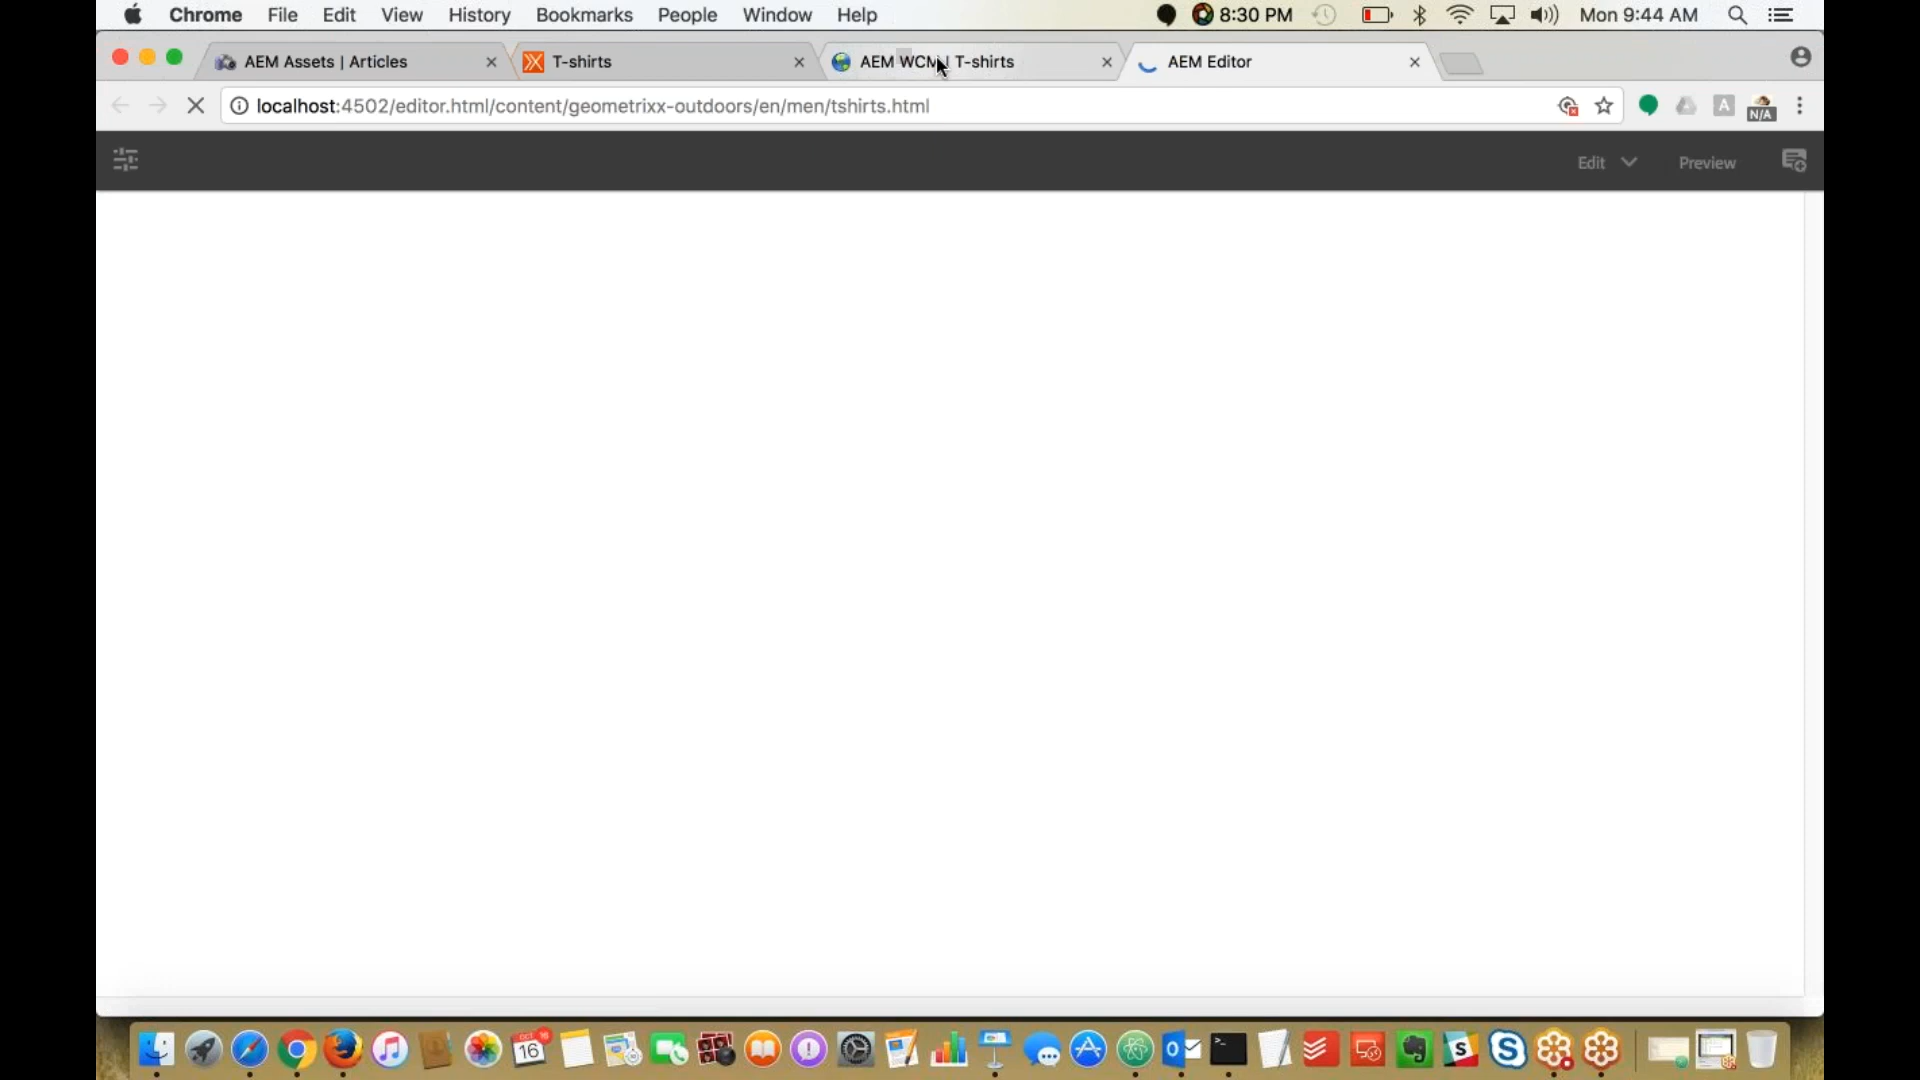 Chrome File Edit View History Bookmarks People Window Help 8:30 PM Mon 9:44 AM
AEM Assets | Articles T-shirts AEM WCM | T-shirts AEM Editor
localhost:4502/editor.html/content/geometrixx-outdoors/en/men/tshirts.html A N/A
Edit Preview
OCT 16